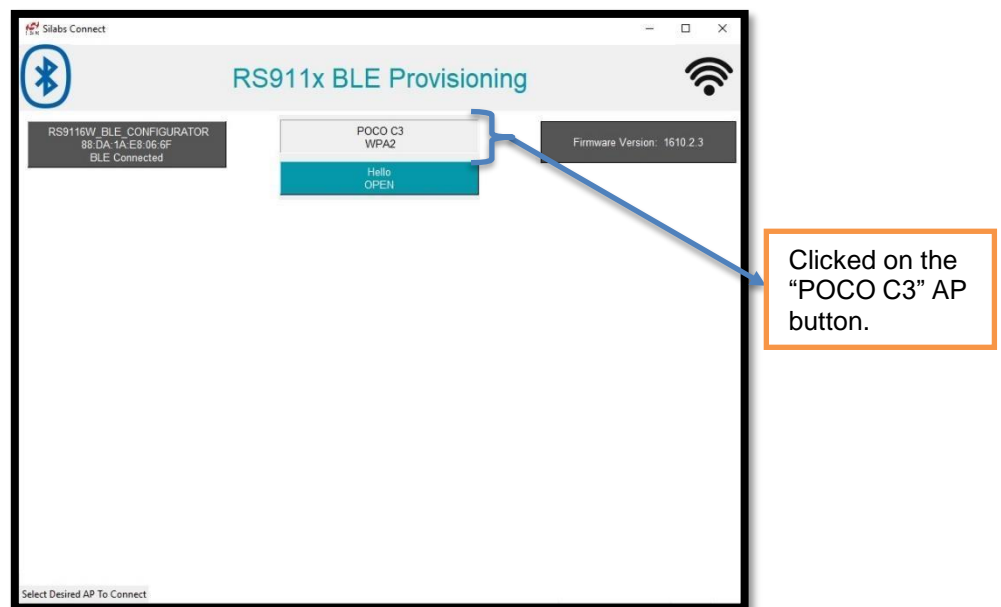 Silabs Connect
RS911x BLE Provisioning
RS9116W_BLE_CONFIGURATOR
88:DA:1A:E8:06:6F
BLE Connected
POCO C3
WPA2
Hello
OPEN
Firmware Version: 1610.2.3
Clicked on the
“POCO C3” AP
button.
Select Desired AP To Connect